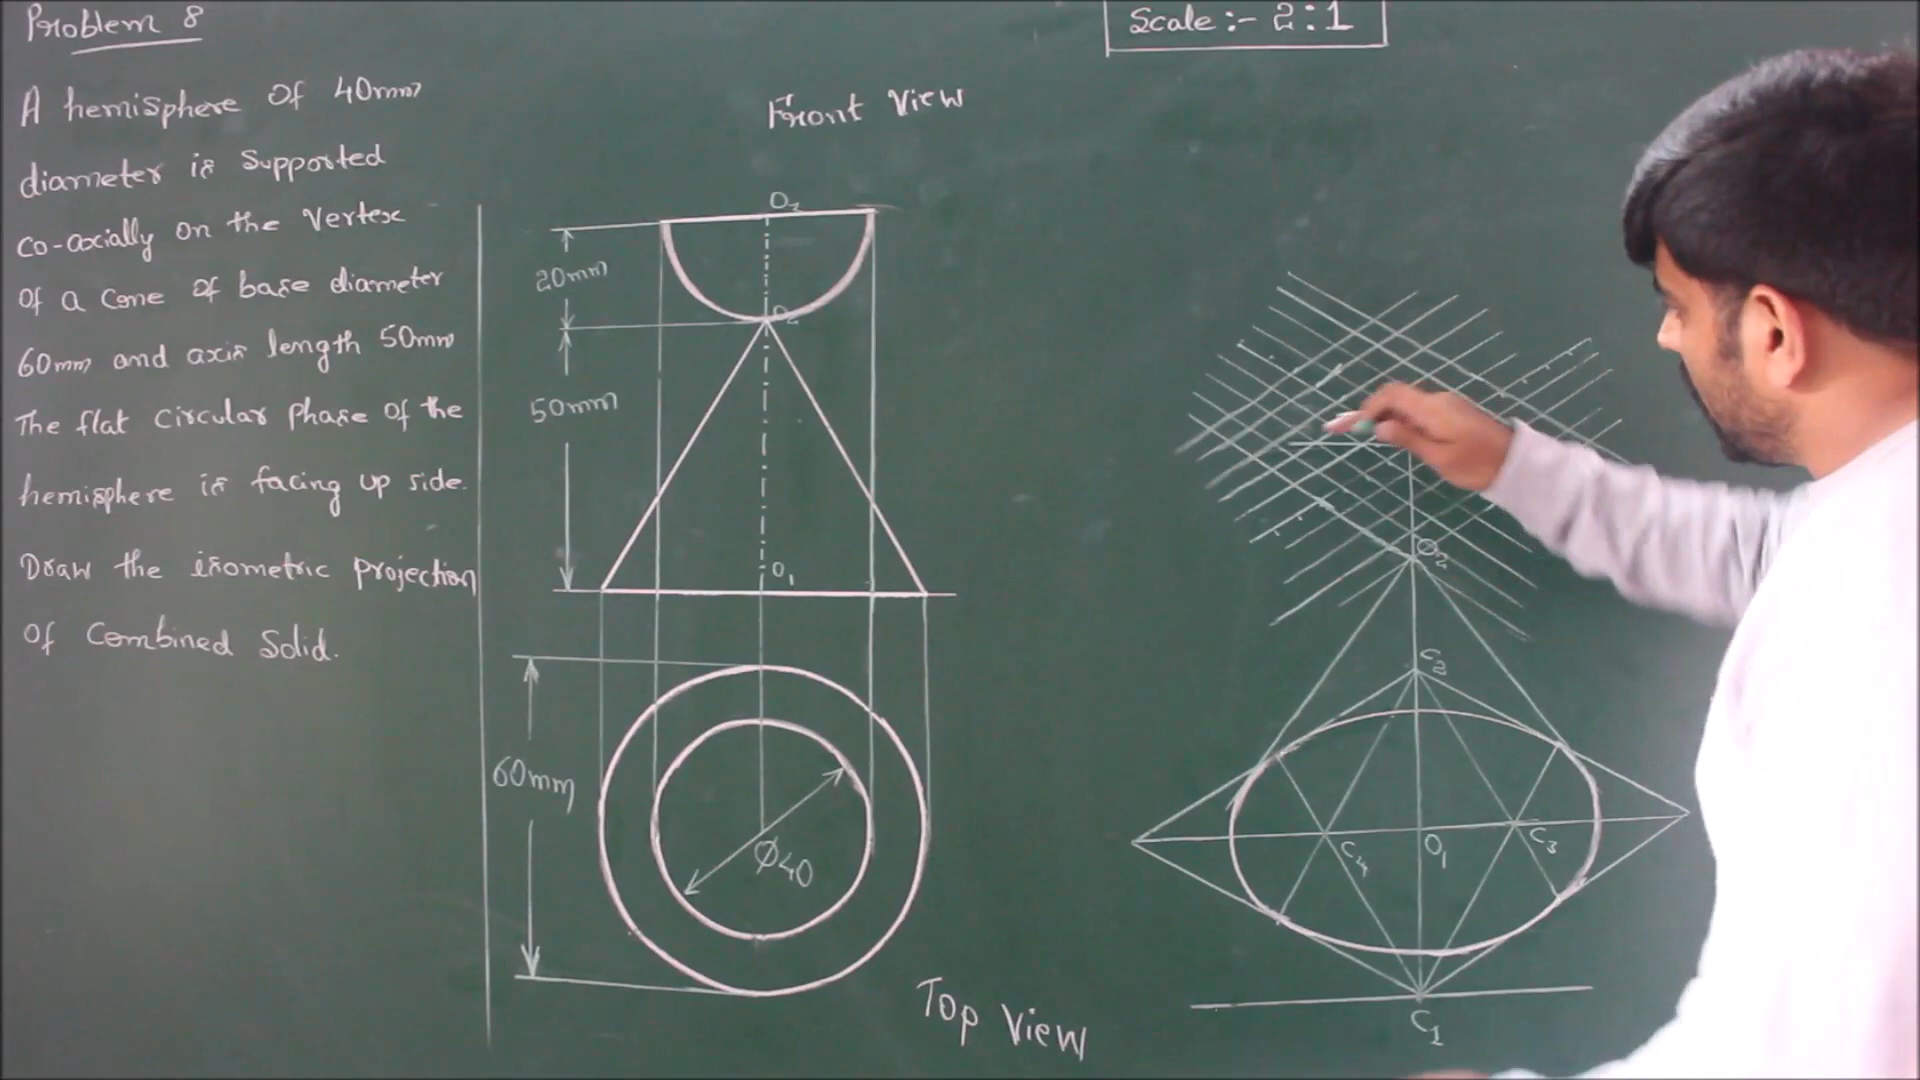 Problem 8
Scale :- 2:1
A hemisphere Of 40mm
diameter is Supported
co-axially on the Vertex
Of a Cone of base diameter
60mm and axis length 50mm
The flat Circular Phase Of the
hemisphere is facing up side.
Draw the isometric projection
Of Combined Solid.
Front View
O3
20mm
O2
50mm
O1
60mm
Ø40
Top View
O2
C2
C4
O1
C3
C1